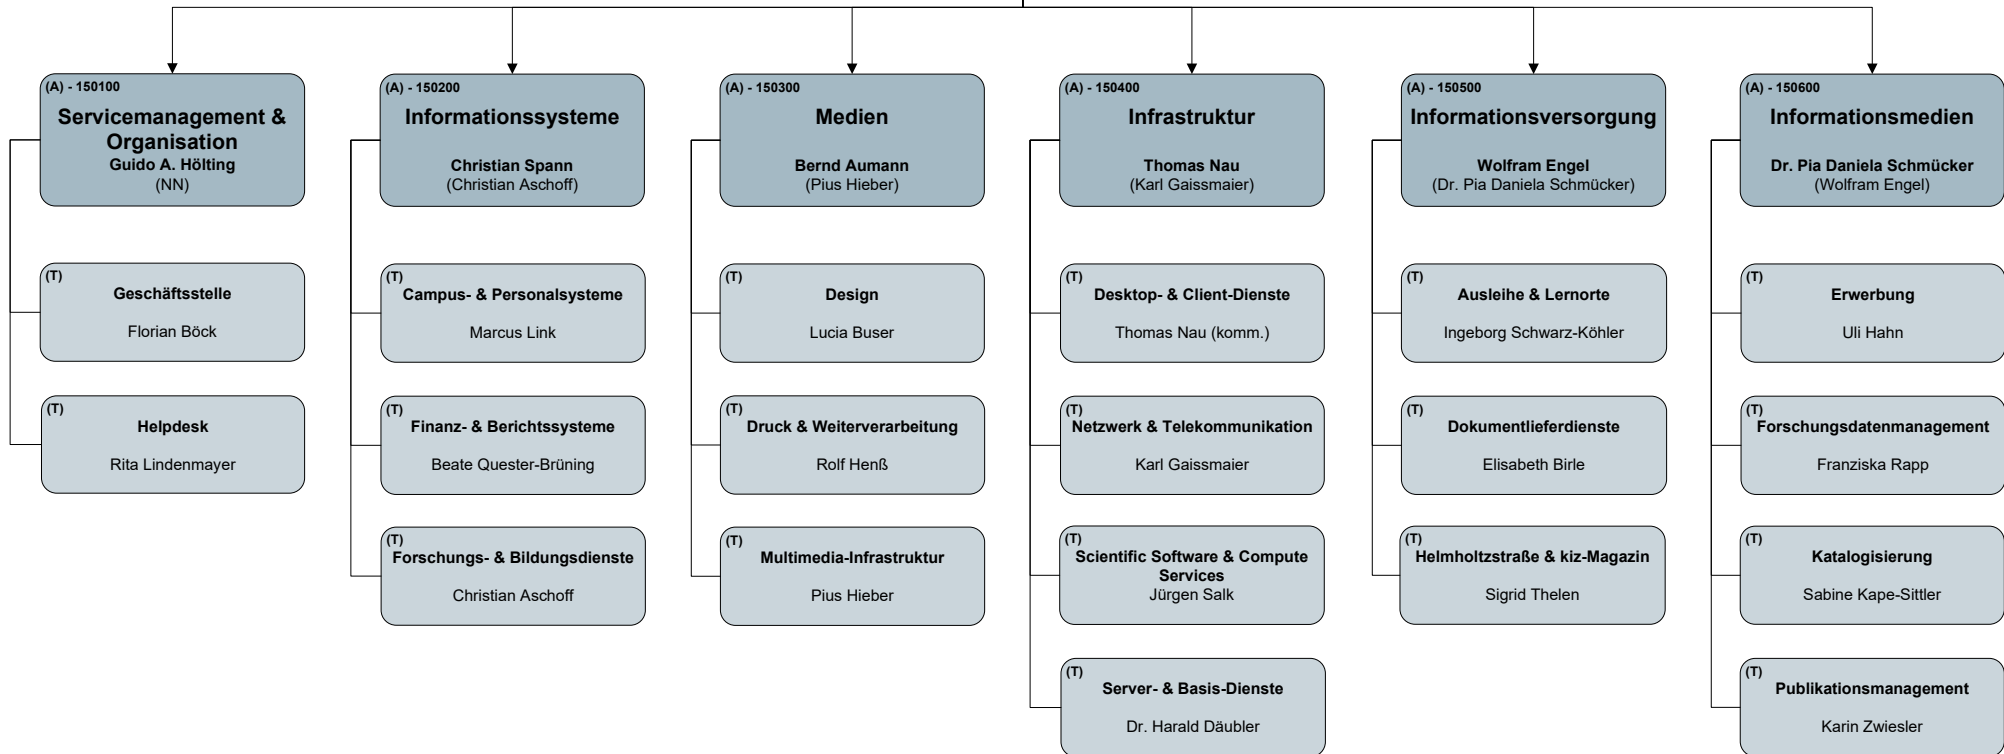 (A) - 150100
Servicemanagement &
Organisation
Guido A. Hölting
(NN)
(T)
Geschäftsstelle
Florian Böck
(T)
Helpdesk
Rita Lindenmayer
(A) - 150200
Informationssysteme
Christian Spann
(Christian Aschoff)
(T)
Campus- & Personalsysteme
Marcus Link
(T)
Finanz- & Berichtssysteme
Beate Quester-Brüning
(T)
Forschungs- & Bildungsdienste
Christian Aschoff
(A) - 150300
Medien
Bernd Aumann
(Pius Hieber)
(T)
Design
Lucia Buser
(T)
Druck & Weiterverarbeitung
Rolf Henß
(T)
Multimedia-Infrastruktur
Pius Hieber
(A) - 150400
Infrastruktur
Thomas Nau
(Karl Gaissmaier)
(T)
Desktop- & Client-Dienste
Thomas Nau (komm.)
(T)
Netzwerk & Telekommunikation
Karl Gaissmaier
(T)
Scientific Software & Compute
Services
Jürgen Salk
(T)
Server- & Basis-Dienste
Dr. Harald Däubler
(A) - 150500
Informationsversorgung
Wolfram Engel
(Dr. Pia Daniela Schmücker)
(T)
Ausleihe & Lernorte
Ingeborg Schwarz-Köhler
(T)
Dokumentlieferdienste
Elisabeth Birle
(T)
Helmholtzstraße & kiz-Magazin
Sigrid Thelen
(A) - 150600
Informationsmedien
Dr. Pia Daniela Schmücker
(Wolfram Engel)
(T)
Erwerbung
Uli Hahn
(T)
Forschungsdatenmanagement
Franziska Rapp
(T)
Katalogisierung
Sabine Kape-Sittler
(T)
Publikationsmanagement
Karin Zwiesler